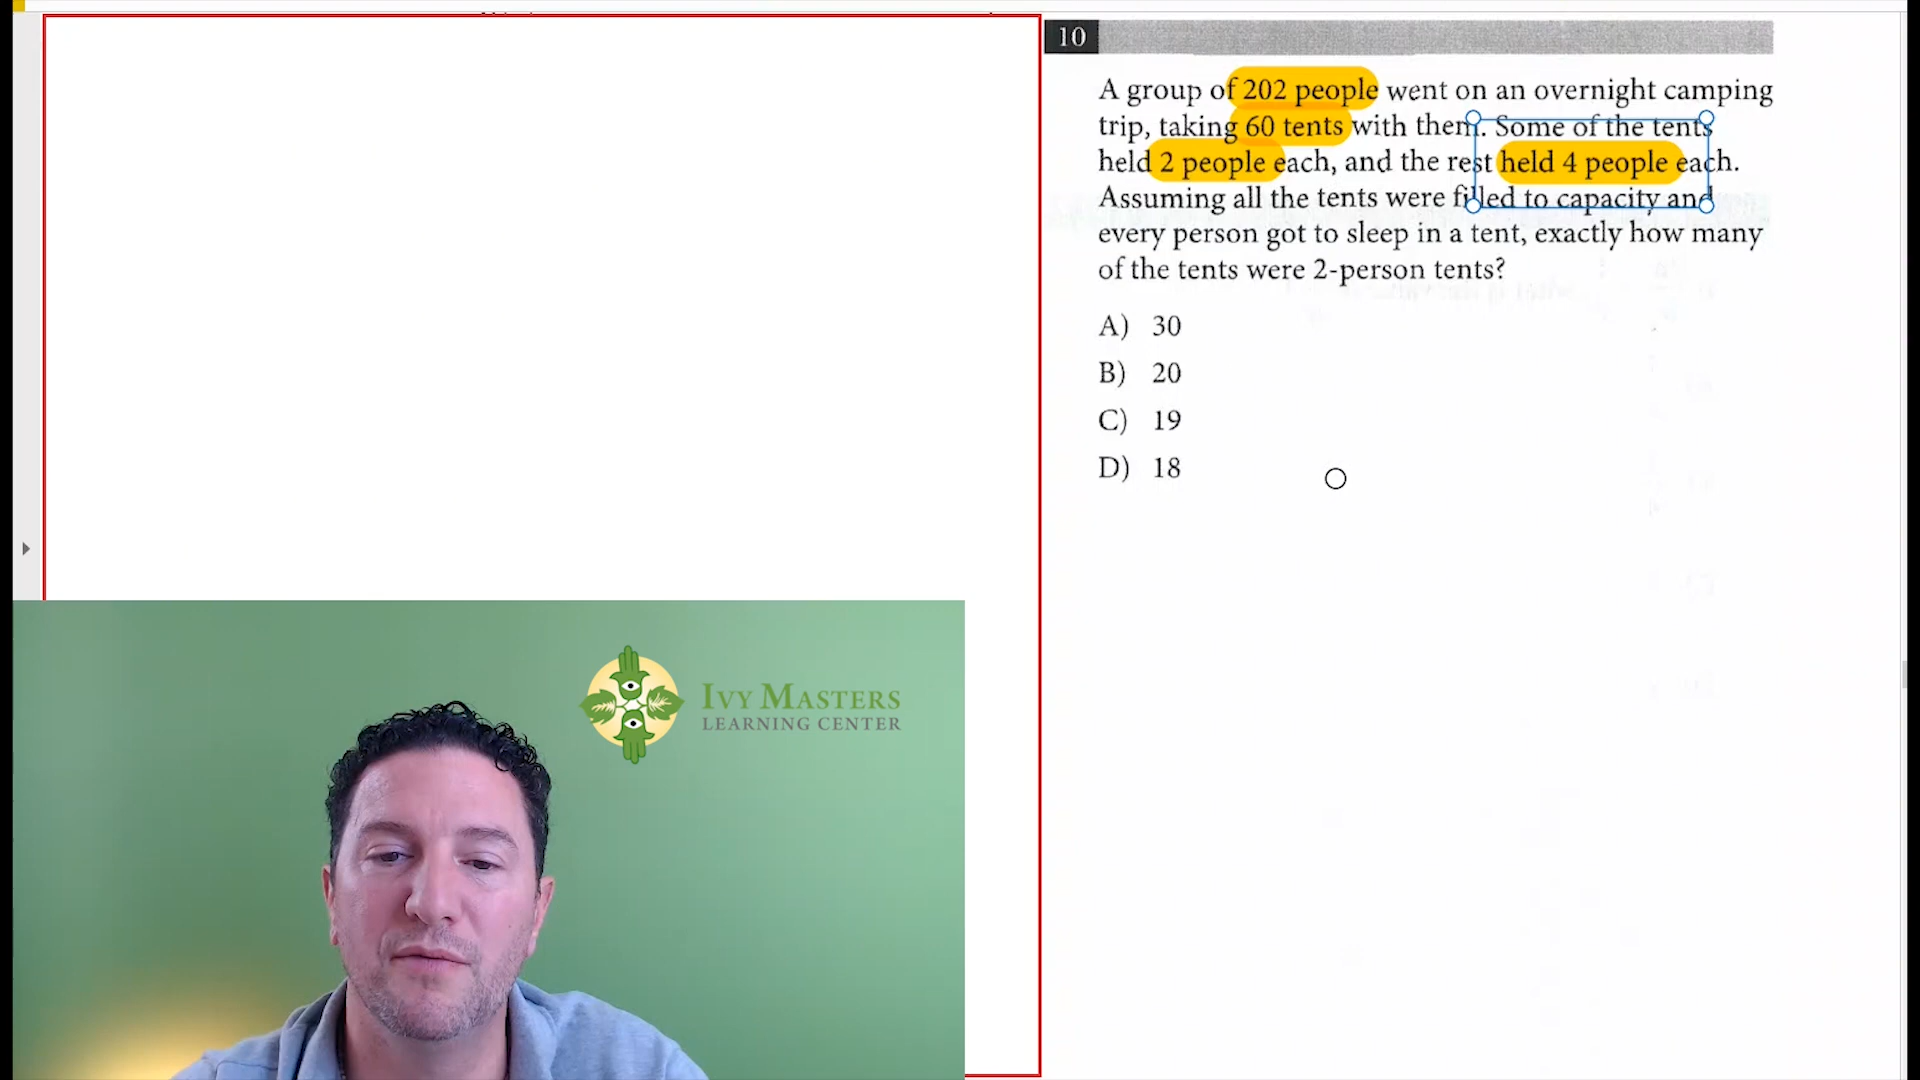 10
A group of 202 people went on an overnight camping
trip, taking 60 tents with them. Some of the tents
held 2 people each, and the rest held 4 people each.
Assuming all the tents were filled to capacity and
every person got to sleep in a tent, exactly how many
of the tents were 2-person tents?
A) 30
B) 20
C) 19
D) 18
IVY MASTERS
LEARNING CENTER